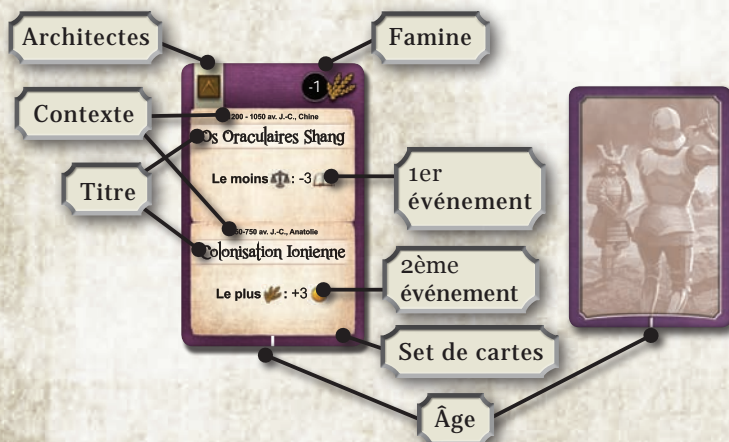 Architectes
Famine
-1
Contexte
200 - 1050 av. J.-C., Chine
Os Oraculaires Shang
Titre
Le moins : -3
1er
événement
50-750 av. J.-C., Anatolie
Colonisation Ionienne
2ème
événement
Le plus : +3
Set de cartes
Âge